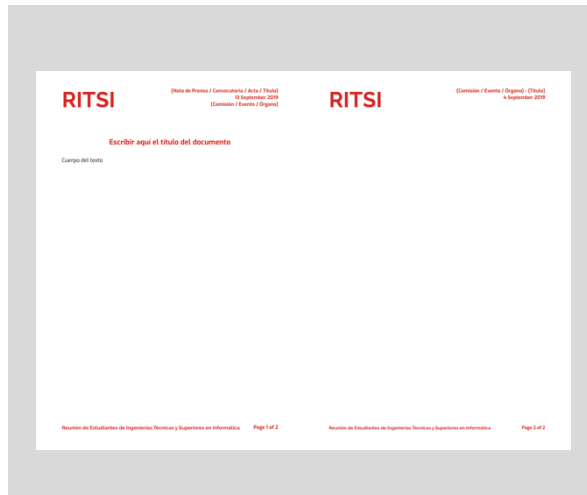 RITSI
(Nota de Prensa / Convocatoria / Acta / Título)
13 September 2019
(Comisión / Evento / Órgano)
Escribir aquí el título del documento
Cuerpo del texto
Reunión de Estudiantes de Ingenierías Técnicas y Superiores en Informática Page 1 of 2
RITSI
(Comisión / Evento / Órgano) - (Título)
4 September 2019
Reunión de Estudiantes de Ingenierías Técnicas y Superiores en Informática Page 2 of 2